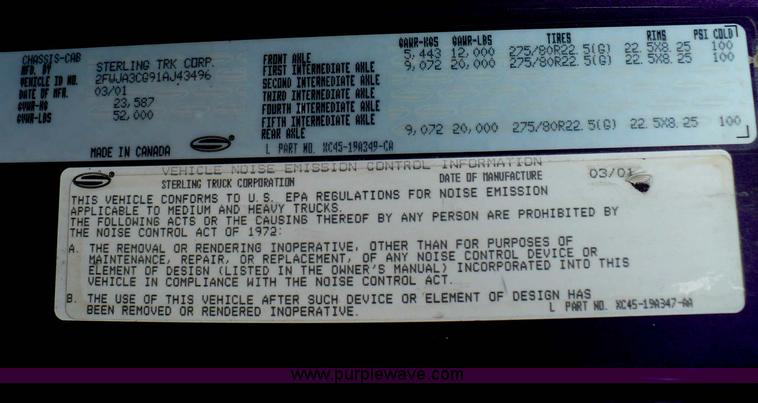 GAWR-KGS GAWR-LBS TIRES RIMS PSI COLD
CHASSIS-CAB FRONT AXLE 5,443 12,000 275/80R22.5(G) 22.5X8.25 100
MFD. BY STERLING TRK CORP. FIRST INTERMEDIATE AXLE 9,072 20,000 275/80R22.5(G) 22.5X8.25 100
VEHICLE ID NO. 2FWJA3CG91AJ43496 SECOND INTERMEDIATE AXLE
DATE OF MFR. 03/01 THIRD INTERMEDIATE AXLE
GVWR-KG 23,587 FOURTH INTERMEDIATE AXLE
GVWR-LBS 52,000 FIFTH INTERMEDIATE AXLE
REAR AXLE 9,072 20,000 275/80R22.5(G) 22.5X8.25 100
MADE IN CANADA L PART NO. XC45-19A349-CA
VEHICLE NOISE EMISSION CONTROL INFORMATION
STERLING TRUCK CORPORATION DATE OF MANUFACTURE 03/01
THIS VEHICLE CONFORMS TO U.S. EPA REGULATIONS FOR NOISE EMISSION
APPLICABLE TO MEDIUM AND HEAVY TRUCKS.
THE FOLLOWING ACTS OR THE CAUSING THEREOF BY ANY PERSON ARE PROHIBITED BY
THE NOISE CONTROL ACT OF 1972:
A. THE REMOVAL OR RENDERING INOPERATIVE, OTHER THAN FOR PURPOSES OF
MAINTENANCE, REPAIR, OR REPLACEMENT, OF ANY NOISE CONTROL DEVICE OR
ELEMENT OF DESIGN (LISTED IN THE OWNER'S MANUAL) INCORPORATED INTO THIS
VEHICLE IN COMPLIANCE WITH THE NOISE CONTROL ACT.
B. THE USE OF THIS VEHICLE AFTER SUCH DEVICE OR ELEMENT OF DESIGN HAS
BEEN REMOVED OR RENDERED INOPERATIVE. L PART NO. XC45-19A347-AA
www.purplewave.com